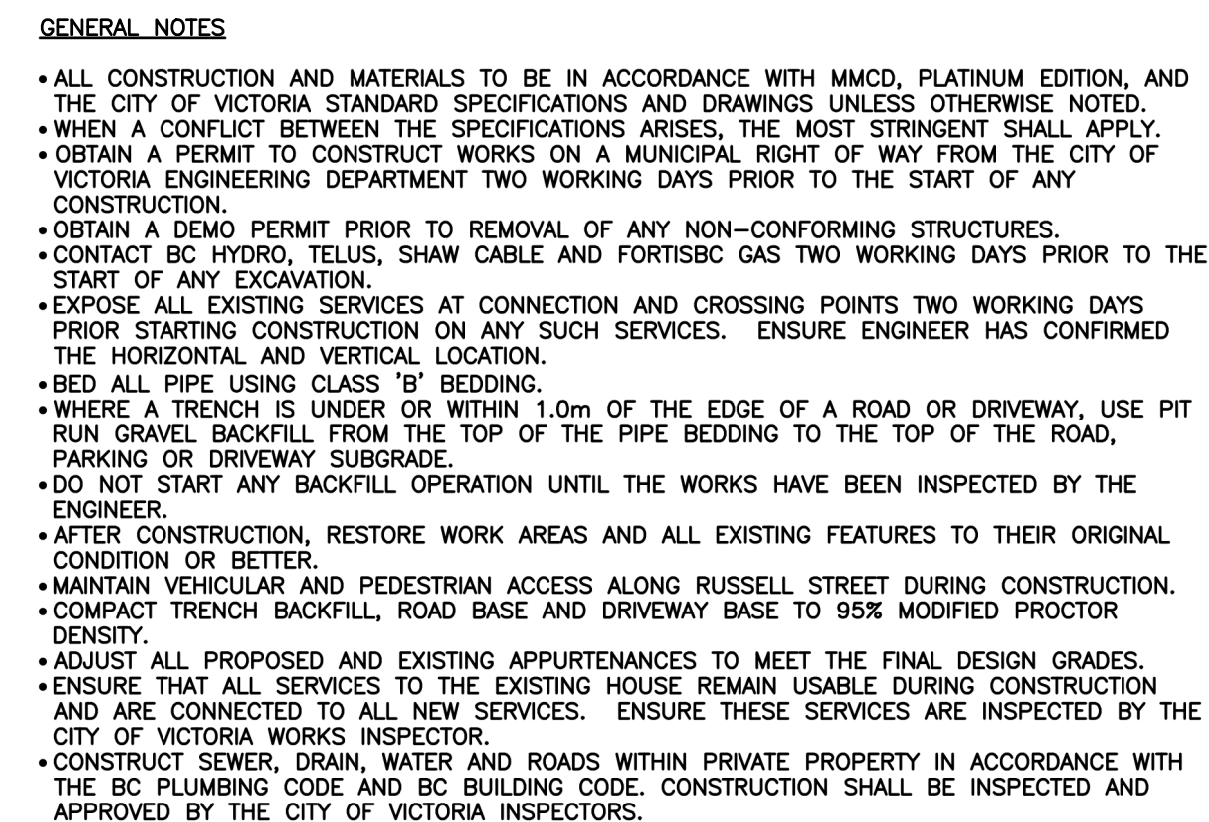 GENERAL NOTES
• ALL CONSTRUCTION AND MATERIALS TO BE IN ACCORDANCE WITH MMCD, PLATINUM EDITION, AND
THE CITY OF VICTORIA STANDARD SPECIFICATIONS AND DRAWINGS UNLESS OTHERWISE NOTED.
• WHEN A CONFLICT BETWEEN THE SPECIFICATIONS ARISES, THE MOST STRINGENT SHALL APPLY.
• OBTAIN A PERMIT TO CONSTRUCT WORKS ON A MUNICIPAL RIGHT OF WAY FROM THE CITY OF
VICTORIA ENGINEERING DEPARTMENT TWO WORKING DAYS PRIOR TO THE START OF ANY
CONSTRUCTION.
• OBTAIN A DEMO PERMIT PRIOR TO REMOVAL OF ANY NON-CONFORMING STRUCTURES.
• CONTACT BC HYDRO, TELUS, SHAW CABLE AND FORTISBC GAS TWO WORKING DAYS PRIOR TO THE
START OF ANY EXCAVATION.
• EXPOSE ALL EXISTING SERVICES AT CONNECTION AND CROSSING POINTS TWO WORKING DAYS
PRIOR STARTING CONSTRUCTION ON ANY SUCH SERVICES. ENSURE ENGINEER HAS CONFIRMED
THE HORIZONTAL AND VERTICAL LOCATION.
• BED ALL PIPE USING CLASS 'B' BEDDING.
• WHERE A TRENCH IS UNDER OR WITHIN 1.0m OF THE EDGE OF A ROAD OR DRIVEWAY, USE PIT
RUN GRAVEL BACKFILL FROM THE TOP OF THE PIPE BEDDING TO THE TOP OF THE ROAD,
PARKING OR DRIVEWAY SUBGRADE.
• DO NOT START ANY BACKFILL OPERATION UNTIL THE WORKS HAVE BEEN INSPECTED BY THE
ENGINEER.
• AFTER CONSTRUCTION, RESTORE WORK AREAS AND ALL EXISTING FEATURES TO THEIR ORIGINAL
CONDITION OR BETTER.
• MAINTAIN VEHICULAR AND PEDESTRIAN ACCESS ALONG RUSSELL STREET DURING CONSTRUCTION.
• COMPACT TRENCH BACKFILL, ROAD BASE AND DRIVEWAY BASE TO 95% MODIFIED PROCTOR
DENSITY.
• ADJUST ALL PROPOSED AND EXISTING APPURTENANCES TO MEET THE FINAL DESIGN GRADES.
• ENSURE THAT ALL SERVICES TO THE EXISTING HOUSE REMAIN USABLE DURING CONSTRUCTION
AND ARE CONNECTED TO ALL NEW SERVICES. ENSURE THESE SERVICES ARE INSPECTED BY THE
CITY OF VICTORIA WORKS INSPECTOR.
• CONSTRUCT SEWER, DRAIN, WATER AND ROADS WITHIN PRIVATE PROPERTY IN ACCORDANCE WITH
THE BC PLUMBING CODE AND BC BUILDING CODE. CONSTRUCTION SHALL BE INSPECTED AND
APPROVED BY THE CITY OF VICTORIA INSPECTORS.